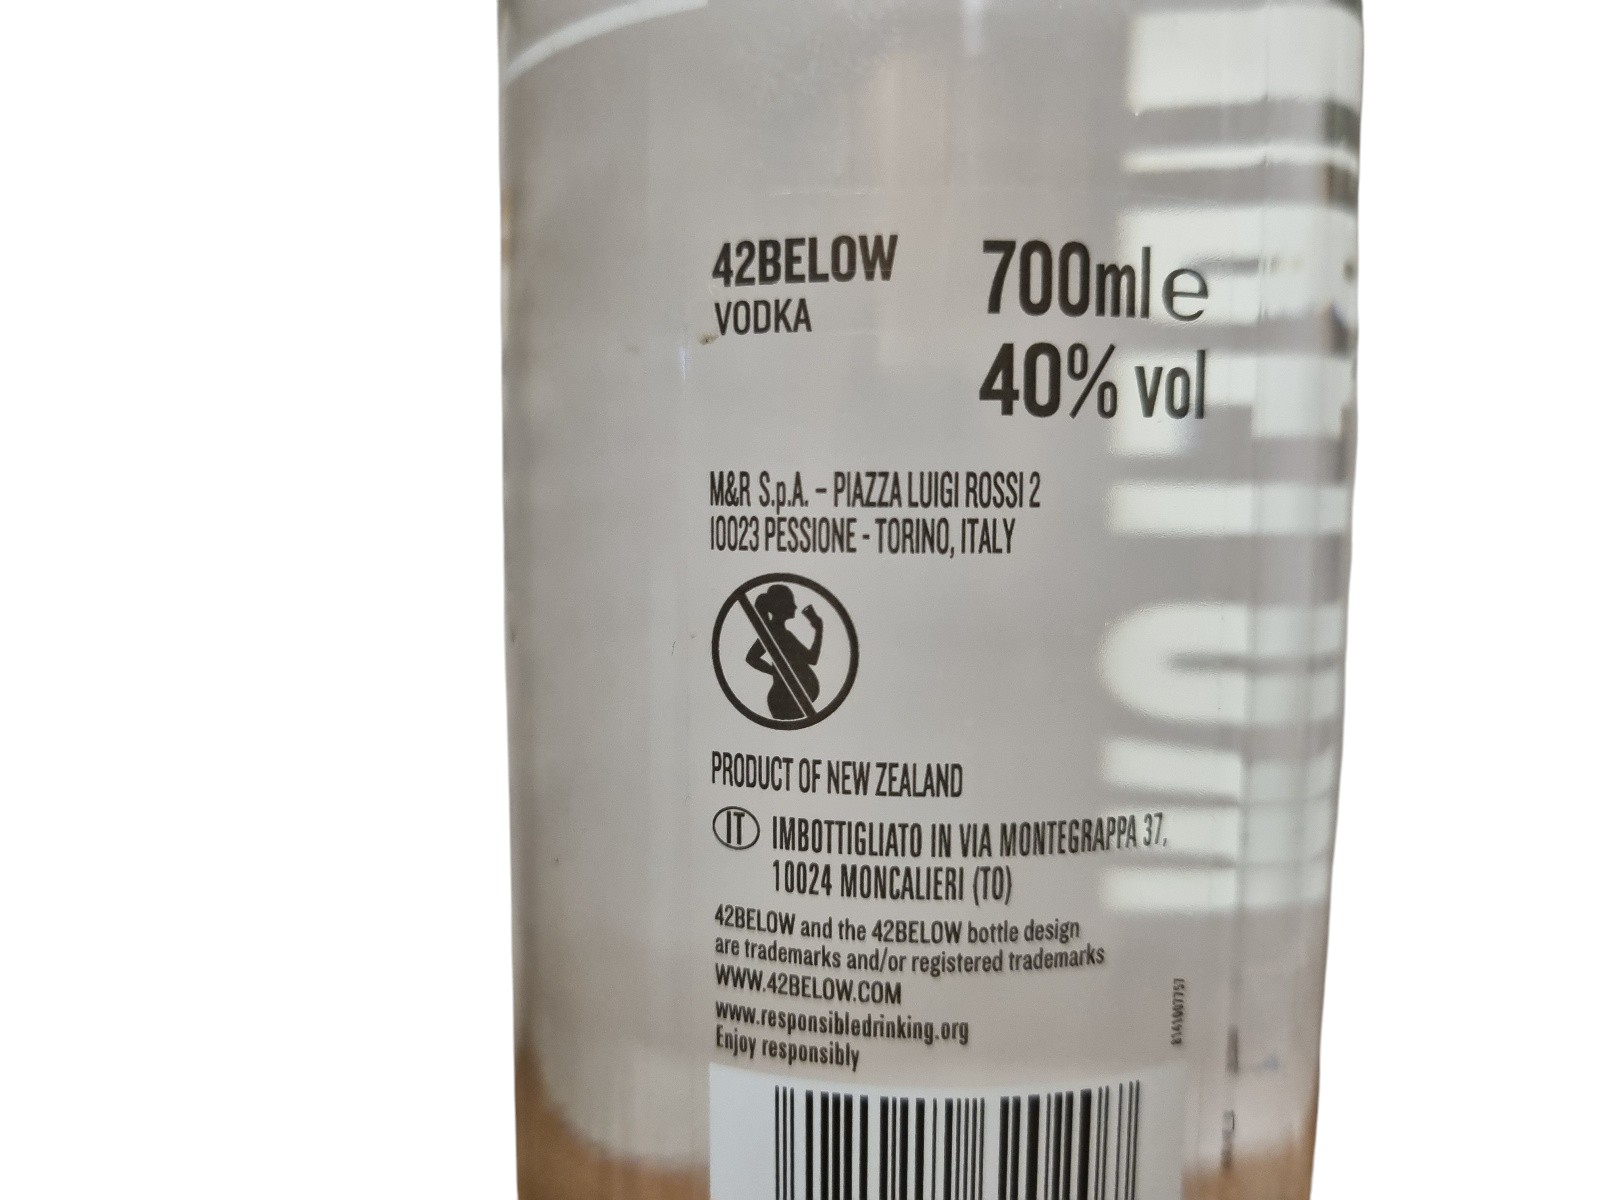 42BELOW
VODKA
700ml e
40% vol
M&R S.p.A. – PIAZZA LUIGI ROSSI 2
10023 PESSIONE - TORINO, ITALY
PRODUCT OF NEW ZEALAND
IT IMBOTTIGLIATO IN VIA MONTEGRAPPA 37,
10024 MONCALIERI (TO)
42BELOW and the 42BELOW bottle design
are trademarks and/or registered trademarks
WWW.42BELOW.COM
www.responsibledrinking.org
Enjoy responsibly